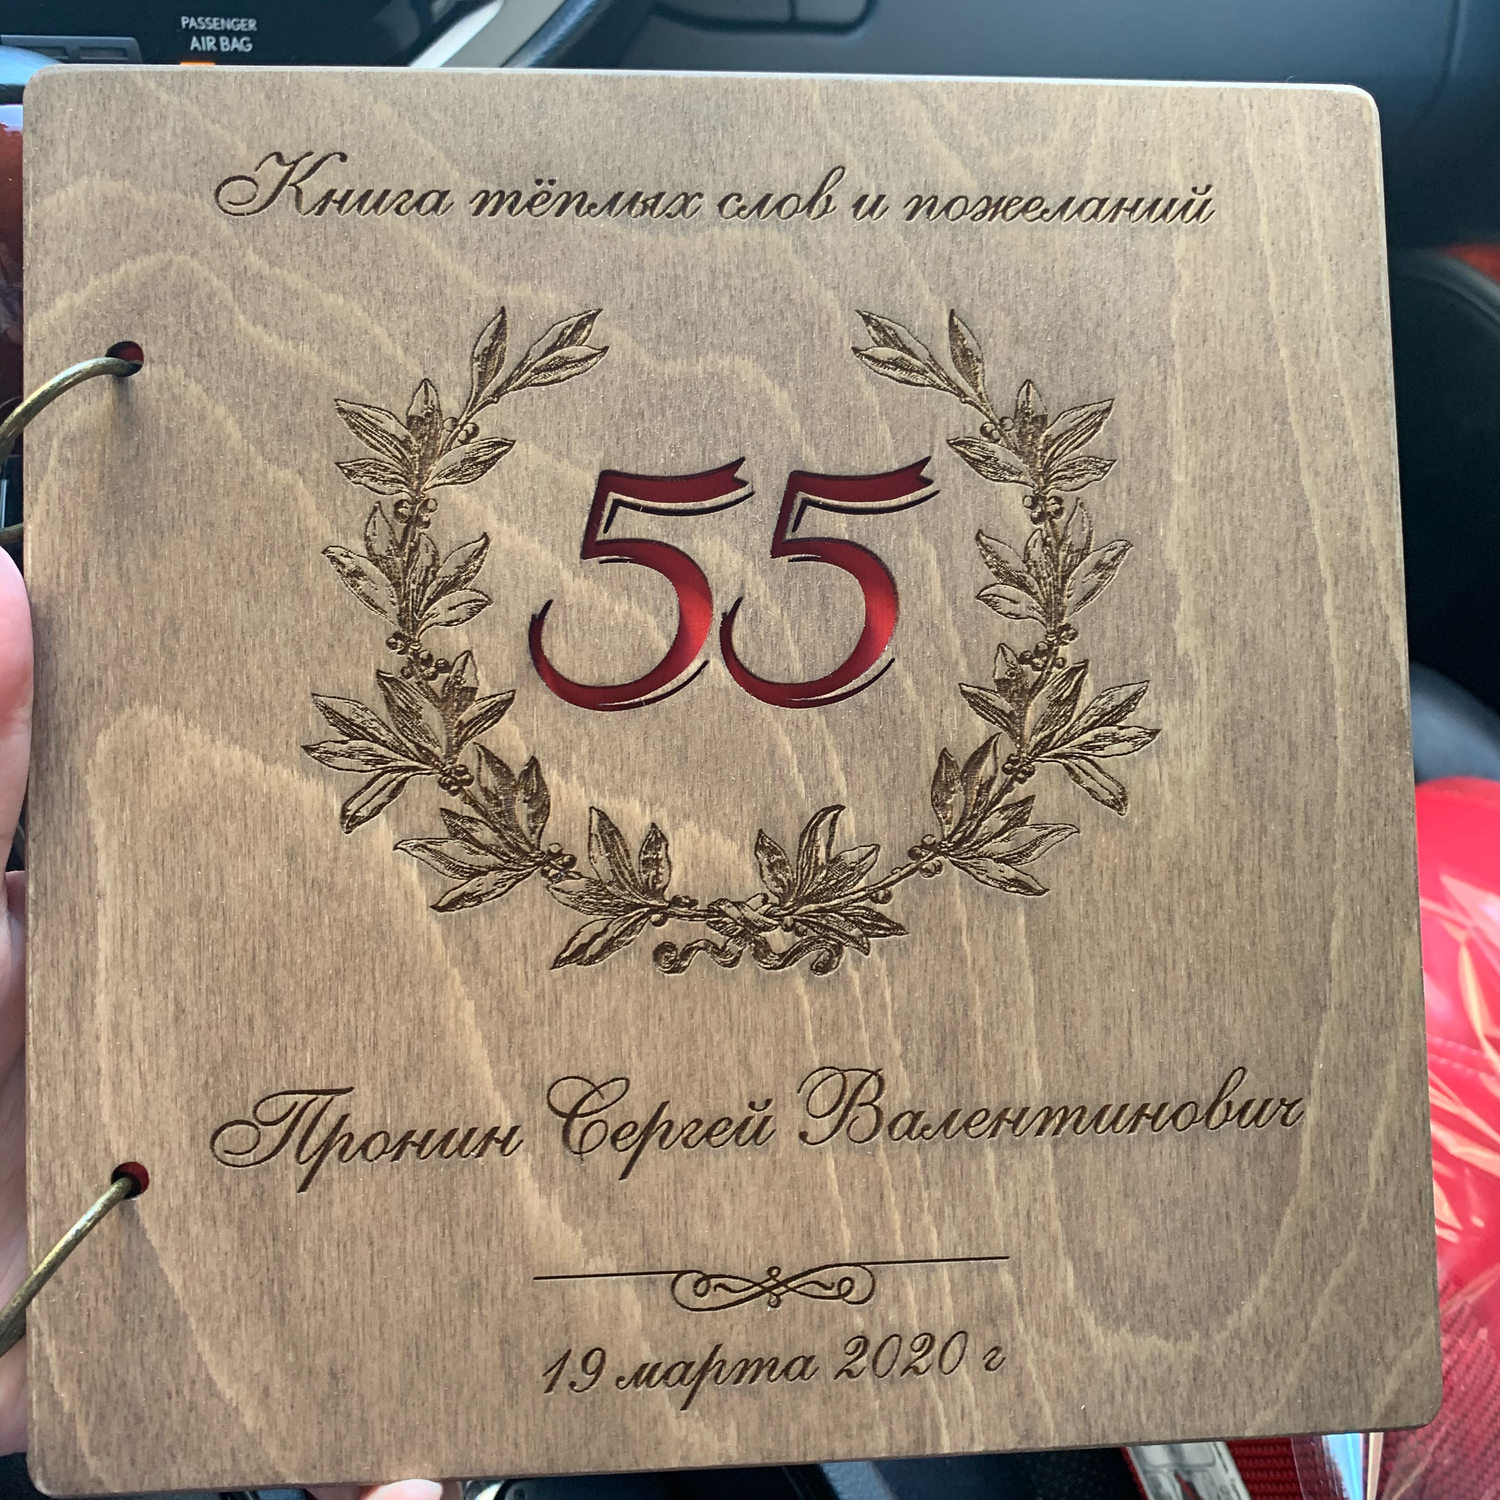 PASSENGER
AIR BAG
Книга тёплых слов и пожеланий
55
Пронин Сергей Валентинович
19 марта 2020 г